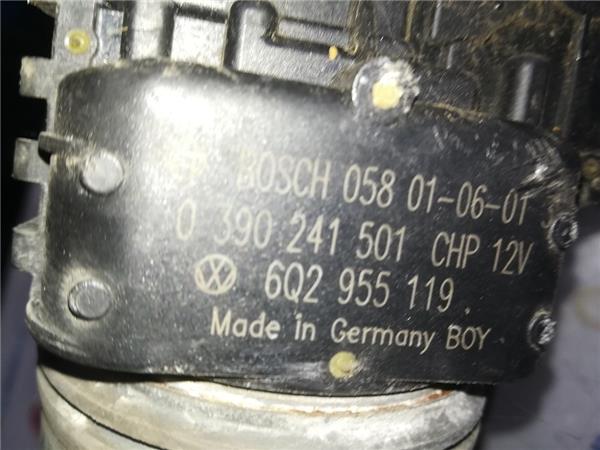 BOSCH 058 01-06-01
0 390 241 501 CHP 12V
6Q2 955 119
Made in Germany BOY